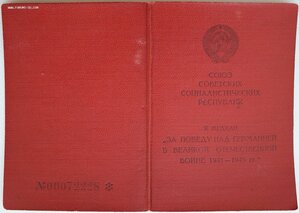 СОЮЗ
СОВЕТСКИХ
СОЦИАЛИСТИЧЕСКИХ
РЕСПУБЛИК
К МЕДАЛИ
„ЗА ПОБЕДУ НАД ГЕРМАНИЕЙ
В ВЕЛИКОЙ ОТЕЧЕСТВЕННОЙ
ВОЙНЕ 1941—1945 гг.“